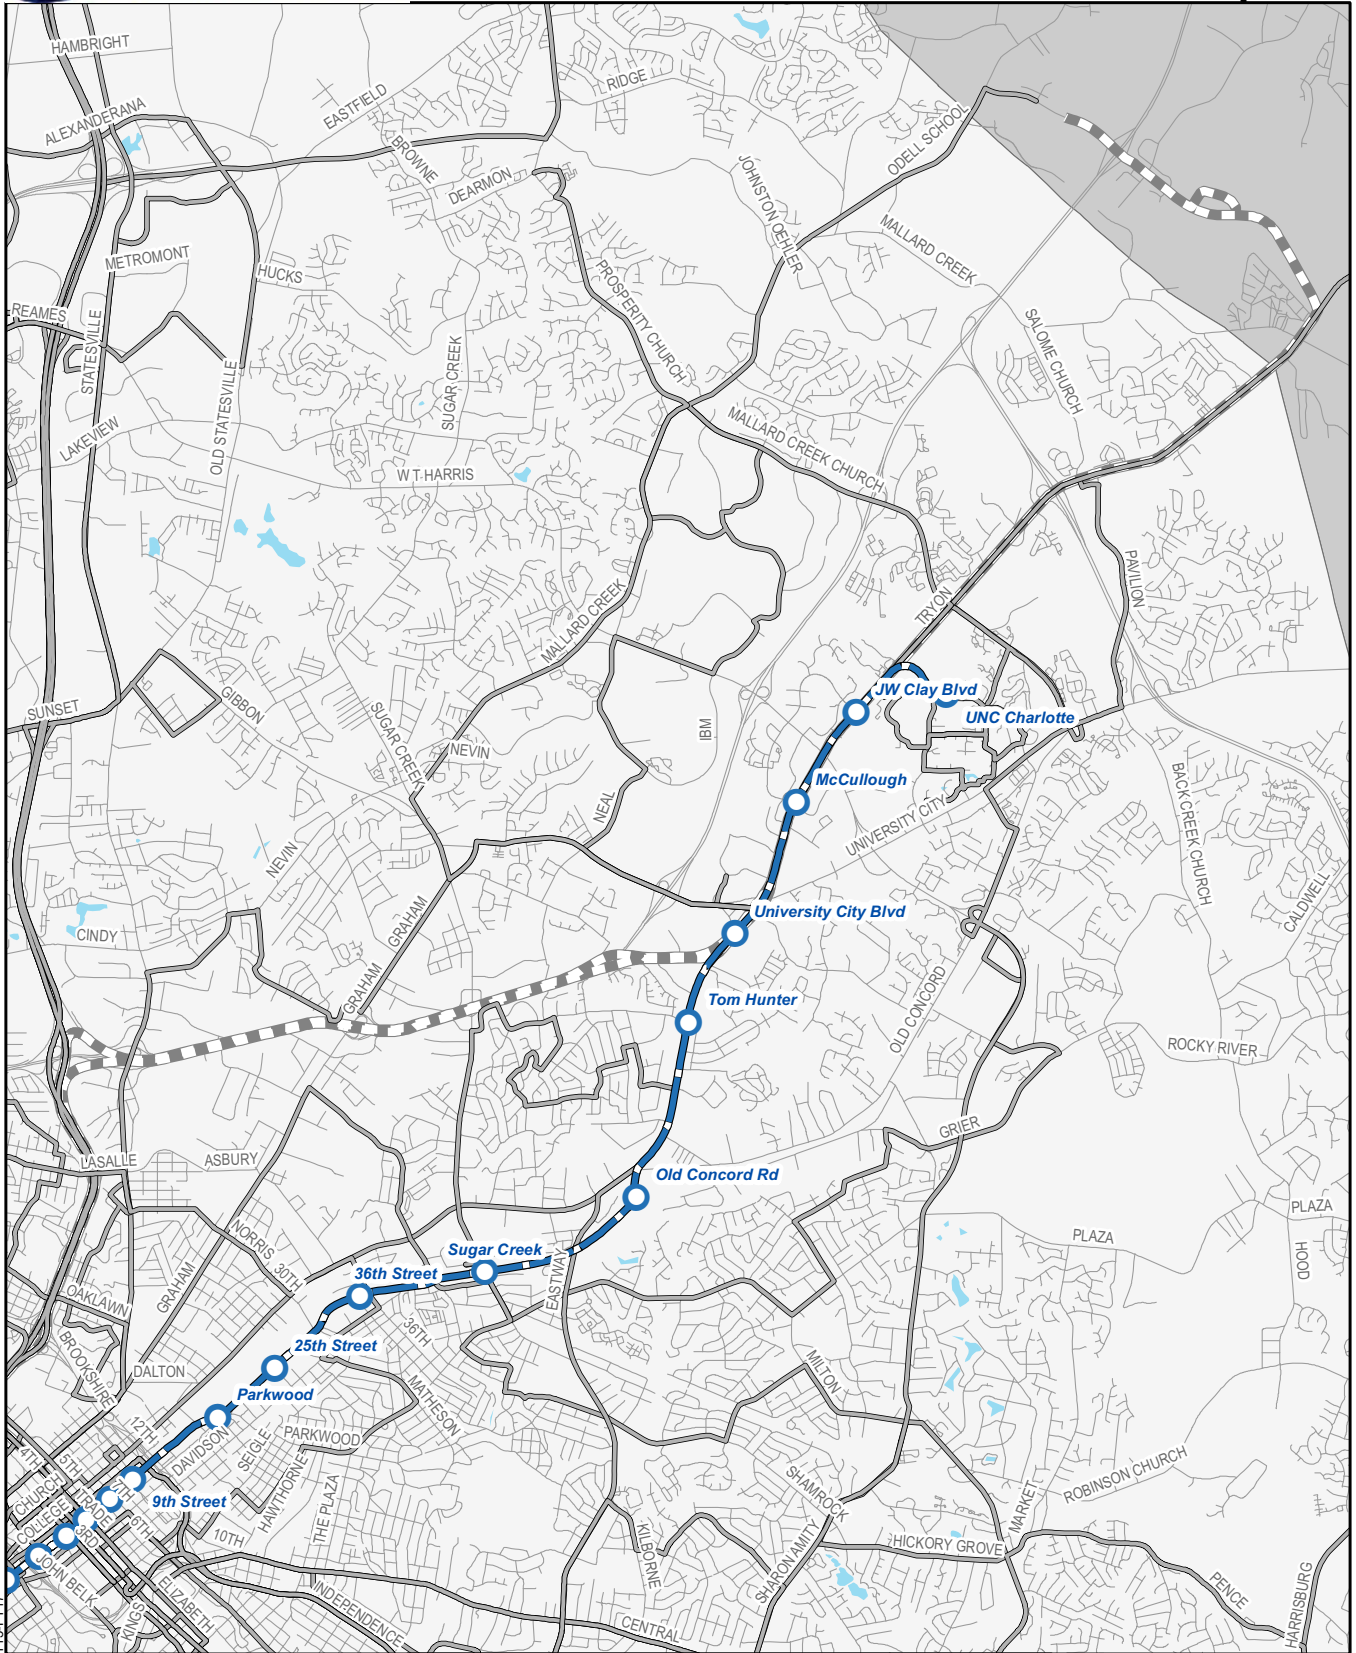 HAMBRIGHT
RIDGE
EASTFIELD
ALEXANDERANA
BROWNE
DEARMON
JOHNSTON OEHLER
ODELL SCHOOL
MALLARD CREEK
METROMONT
HUCKS
PROSPERITY CHURCH
REAMES
STATESVILLE
SUGAR CREEK
SALOME CHURCH
OLD STATESVILLE
LAKEVIEW
MALLARD CREEK CHURCH
W T HARRIS
PAVILION
TRYON
MALLARD CREEK
JW Clay Blvd
GIBBON
SUNSET
UNC Charlotte
SUGAR CREEK
IBM
NEVIN
McCullough
BACK CREEK CHURCH
NEAL
UNIVERSITY CITY
NEVIN
CALDWELL
University City Blvd
GRAHAM
CINDY
GRAHAM
Tom Hunter
OLD CONCORD
ROCKY RIVER
GRIER
LASALLE
ASBURY
Old Concord Rd
PLAZA
PLAZA
NORRIS
30TH
HOOD
Sugar Creek
36th Street
EASTWAY
GRAHAM
OAKLAWN
36TH
25th Street
BROOKSHIRE
DALTON
MILTON
Parkwood
MATHESON
12TH
DAVIDSON
SEIGLE
PARKWOOD
4TH
5TH
HAWTHORNE
THE PLAZA
SHAMROCK
ROBINSON CHURCH
MARKET
CHURCH
7TH
9th Street
TRADE
COLLEGE
6TH
3RD
10TH
HICKORY GROVE
KILBORNE
SHARON AMITY
JOHN BELK
ELIZABETH
KINGS
INDEPENDENCE
CENTRAL
PENCE
HARRISBURG